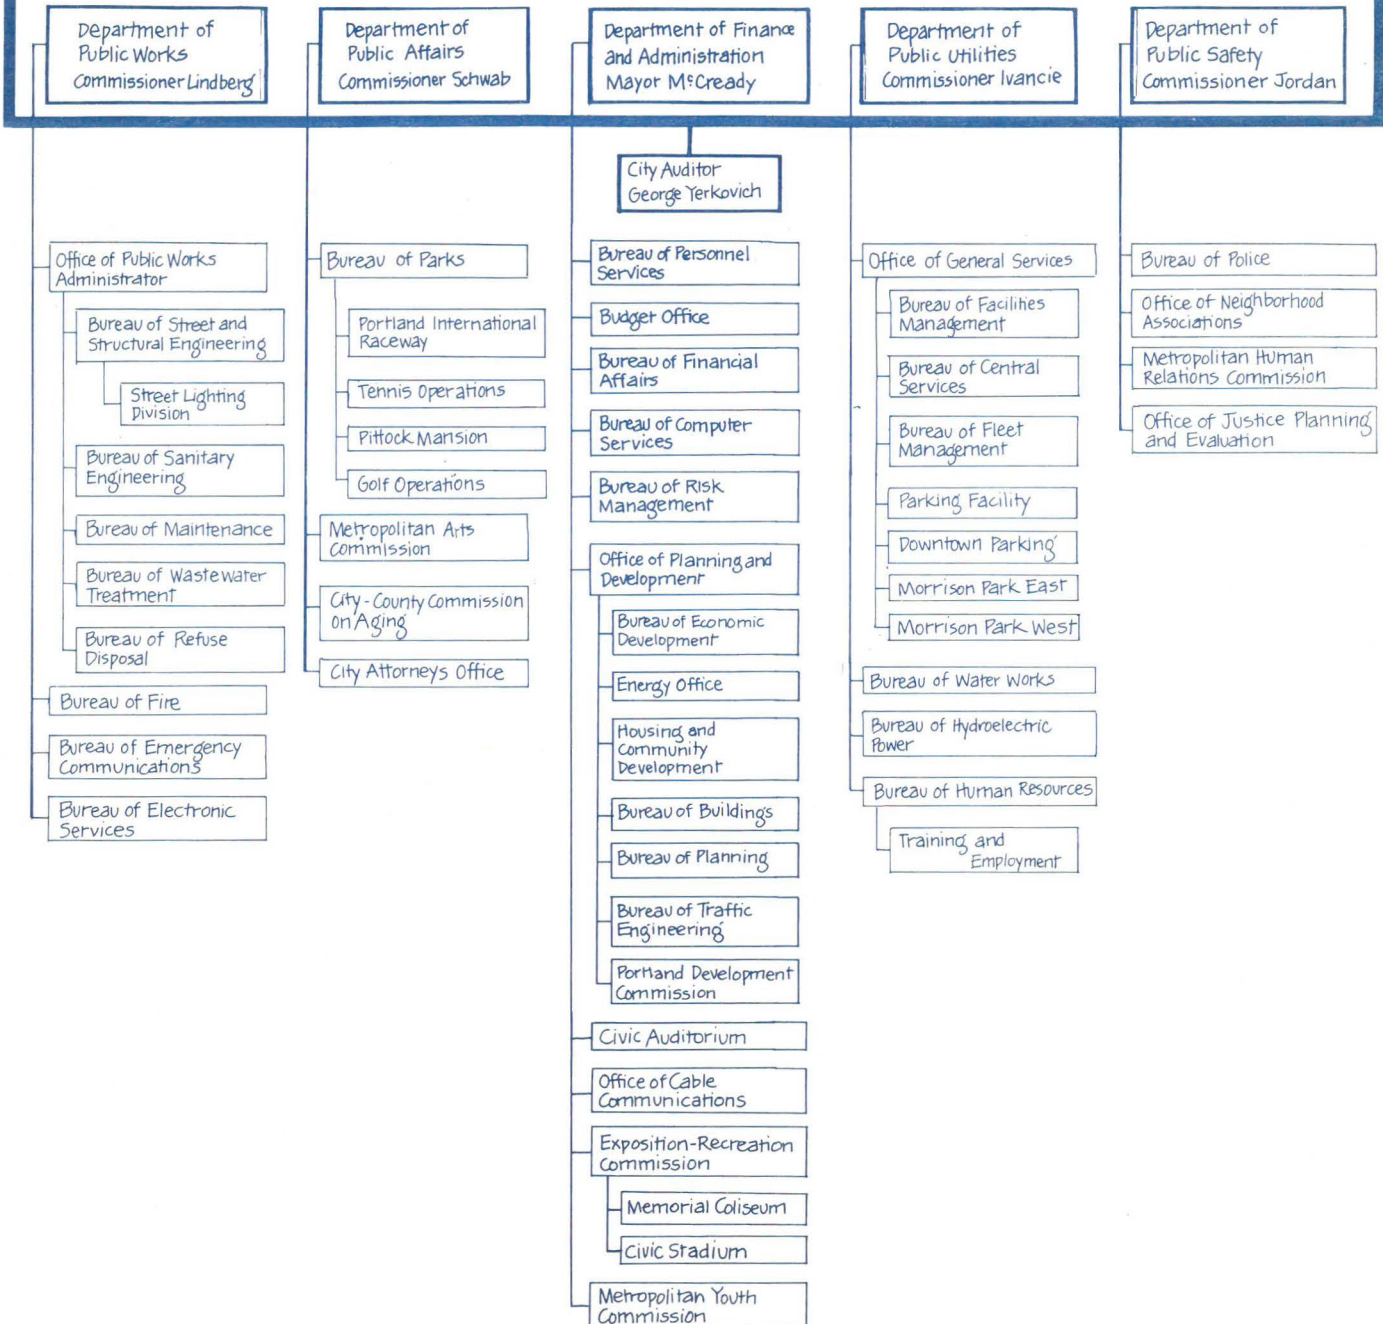 Department of
Public Works
Commissioner Lindberg
Department of
Public Affairs
Commissioner Schwab
Department of Finance
and Administration
Mayor McCready
Department of
Public Utilities
Commissioner Ivancie
Department of
Public Safety
Commissioner Jordan
City Auditor
George Yerkovich
Office of Public Works
Administrator
Bureau of Street and
Structural Engineering
Street Lighting
Division
Bureau of Sanitary
Engineering
Bureau of Maintenance
Bureau of Wastewater
Treatment
Bureau of Refuse
Disposal
Bureau of Fire
Bureau of Emergency
Communications
Bureau of Electronic
Services
Bureau of Parks
Portland International
Raceway
Tennis Operations
Pittock Mansion
Golf Operations
Metropolitan Arts
Commission
City-County Commission
on Aging
City Attorneys Office
Bureau of Personnel
Services
Budget Office
Bureau of Financial
Affairs
Bureau of Computer
Services
Bureau of Risk
Management
Office of Planning and
Development
Bureau of Economic
Development
Energy Office
Housing and
Community
Development
Bureau of Buildings
Bureau of Planning
Bureau of Traffic
Engineering
Portland Development
Commission
Civic Auditorium
Office of Cable
Communications
Exposition-Recreation
Commission
Memorial Coliseum
Civic Stadium
Metropolitan Youth
Commission
Office of General Services
Bureau of Facilities
Management
Bureau of Central
Services
Bureau of Fleet
Management
Parking Facility
Downtown Parking
Morrison Park East
Morrison Park West
Bureau of Water Works
Bureau of Hydroelectric
Power
Bureau of Human Resources
Training and
Employment
Bureau of Police
Office of Neighborhood
Associations
Metropolitan Human
Relations Commission
Office of Justice Planning
and Evaluation